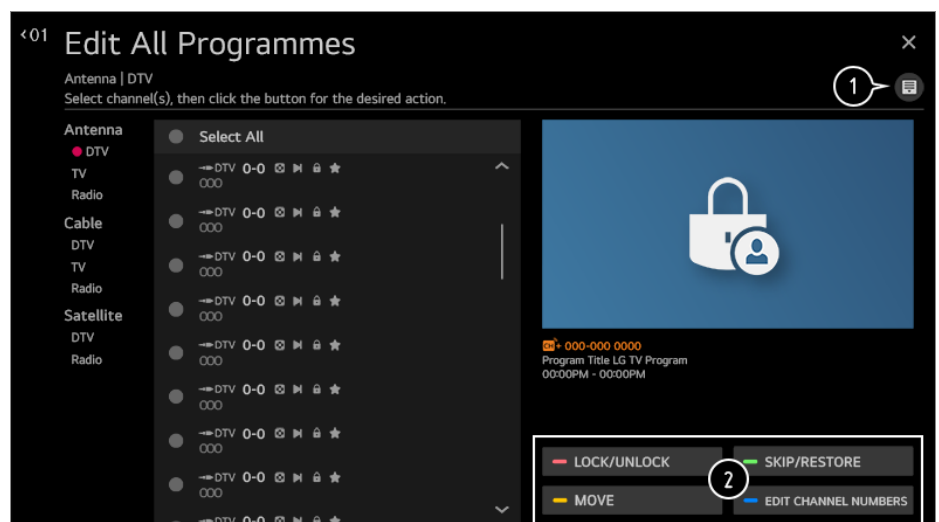 <01 Edit All Programmes
Antenna | DTV
Select channel(s), then click the button for the desired action.
1
Antenna
DTV
TV
Radio
Cable
DTV
TV
Radio
Satellite
DTV
Radio
Select All
DTV 0-0
000
DTV 0-0
000
DTV 0-0
000
DTV 0-0
000
DTV 0-0
000
DTV 0-0
000
DTV 0-0
000
DTV 0-0
000
DTV 0-0
CH + 000-000 0000
Program Title LG TV Program
00:00PM - 00:00PM
LOCK/UNLOCK
SKIP/RESTORE
2
MOVE
EDIT CHANNEL NUMBERS